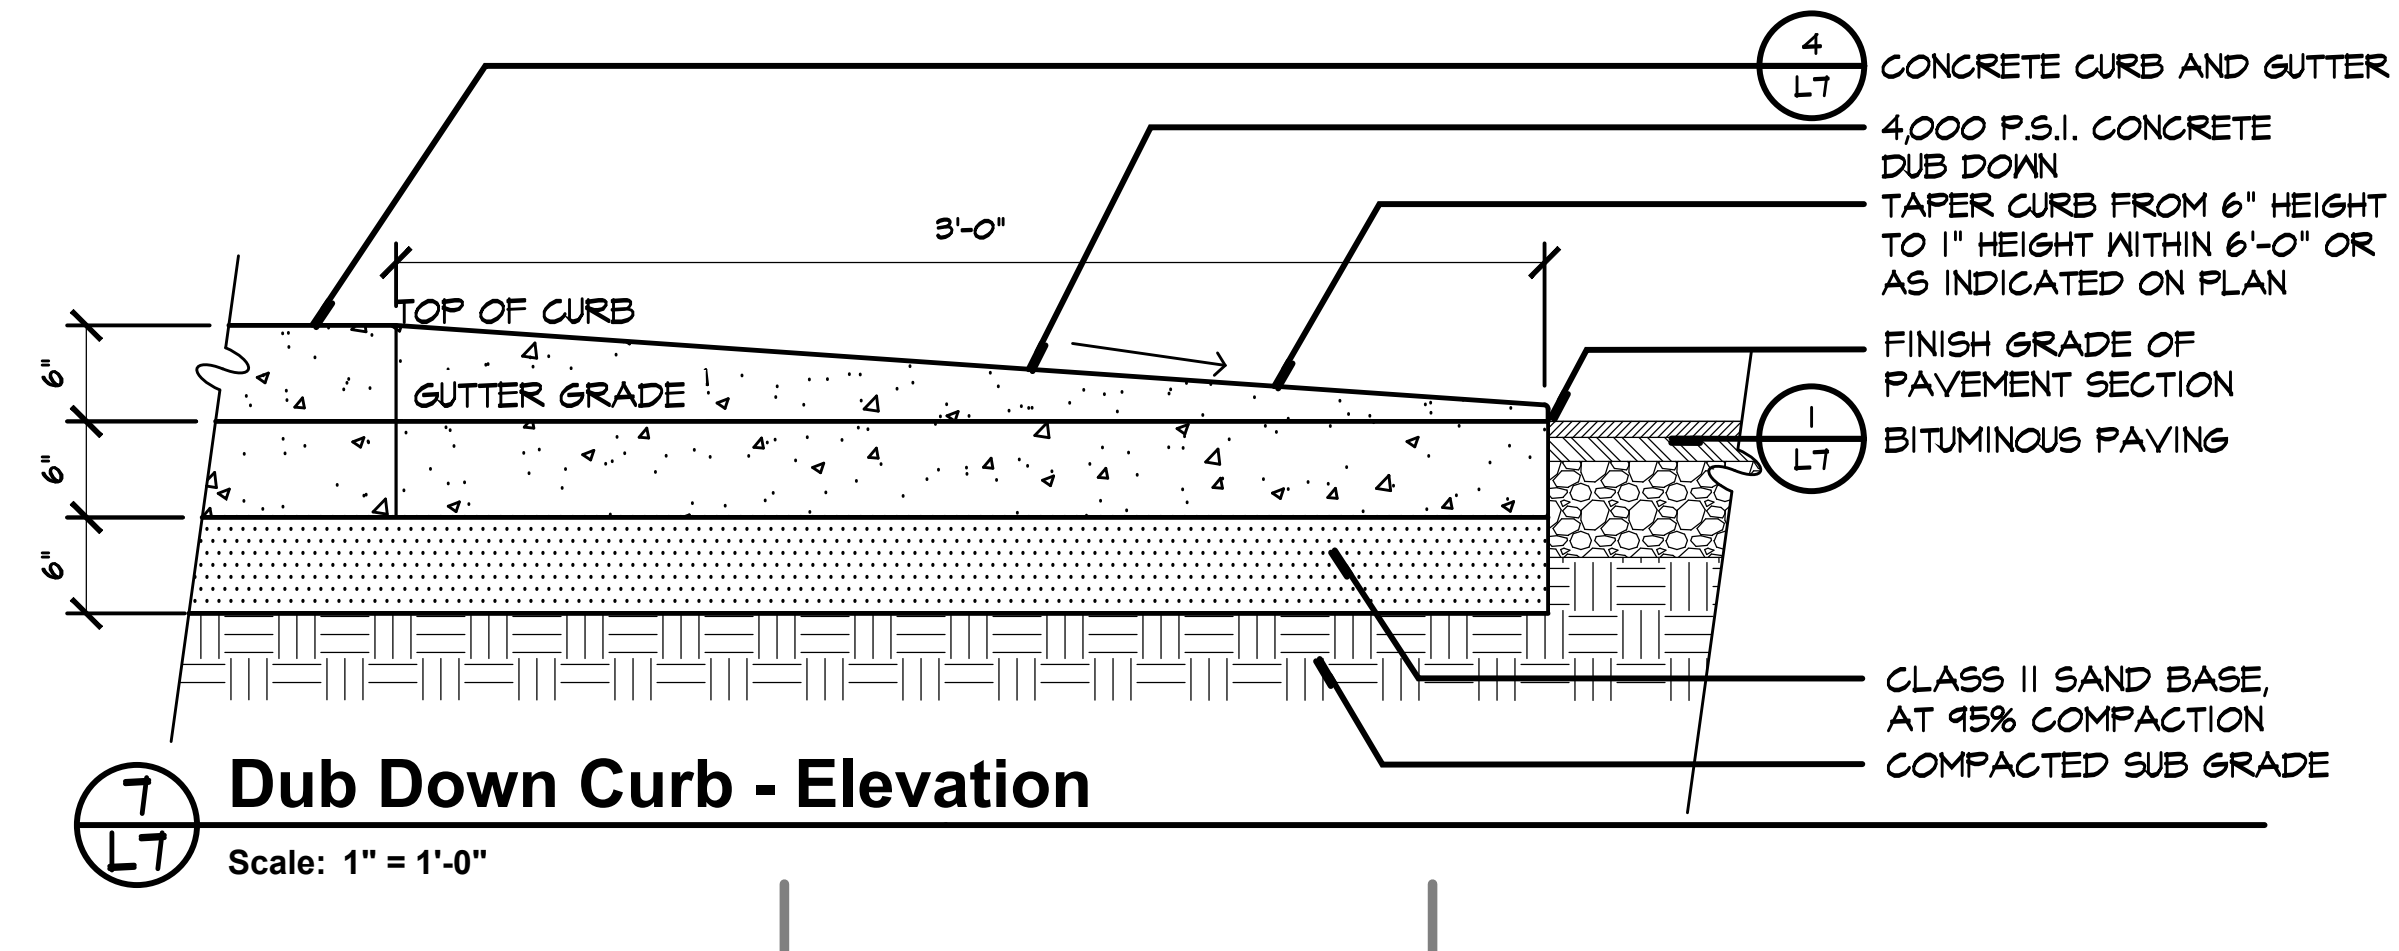 4
L7
CONCRETE CURB AND GUTTER
4,000 P.S.I. CONCRETE
DUB DOWN
TAPER CURB FROM 6" HEIGHT
TO 1" HEIGHT WITHIN 6'-0" OR
AS INDICATED ON PLAN
3'-0"
TOP OF CURB
GUTTER GRADE
6"
6"
6"
FINISH GRADE OF
PAVEMENT SECTION
1
L7
BITUMINOUS PAVING
CLASS II SAND BASE,
AT 95% COMPACTION
COMPACTED SUB GRADE
7
L7
Dub Down Curb - Elevation
Scale: 1" = 1'-0"